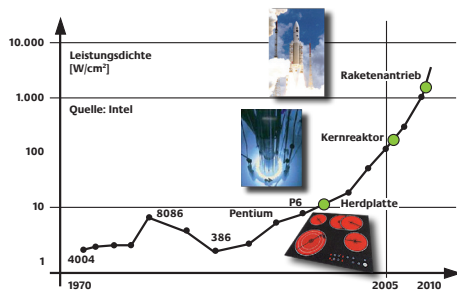 10.000
Leistungsdichte
[W/cm²]
Raketenantrieb
1.000
Quelle: Intel
Kernreaktor
100
P6
Herdplatte
10
8086
Pentium
386
1
4004
1970
2005
2010